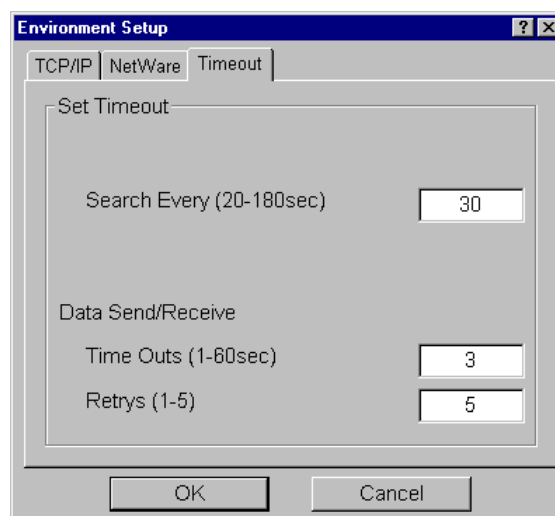 Environment Setup
TCP/IP NetWare Timeout
Set Timeout
Search Every (20-180sec) 30
Data Send/Receive
Time Outs (1-60sec) 3
Retrys (1-5) 5
OK Cancel